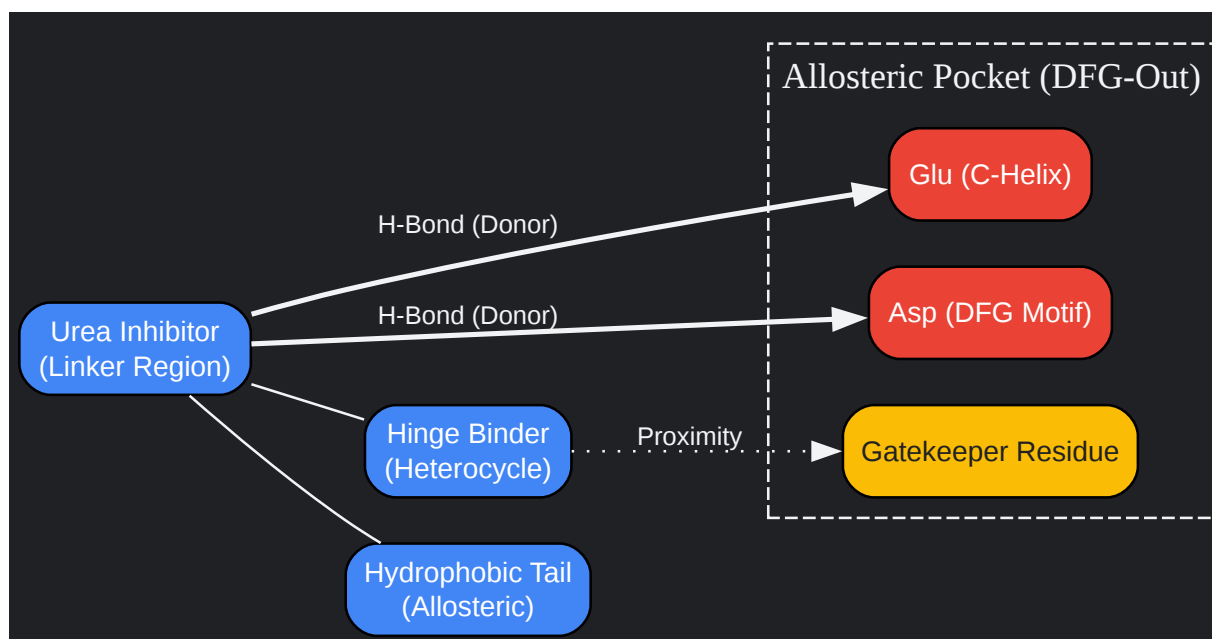 Allosteric Pocket (DFG-Out)
Glu (C-Helix)
H-Bond (Donor)
Asp (DFG Motif)
H-Bond (Donor)
Urea Inhibitor
(Linker Region)
Hinge Binder
(Heterocycle)
Proximity
Gatekeeper Residue
Hydrophobic Tail
(Allosteric)